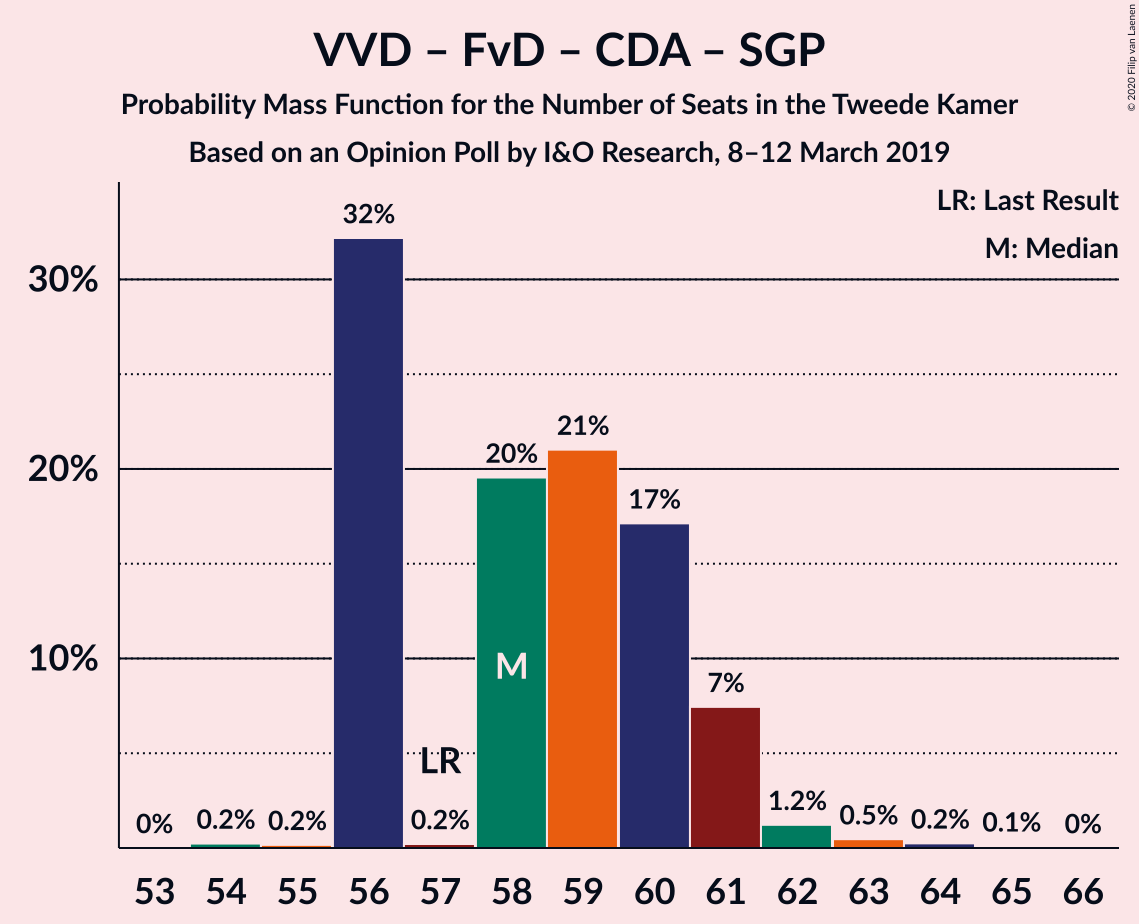 VVD – FvD – CDA – SGP
Probability Mass Function for the Number of Seats in the Tweede Kamer
Based on an Opinion Poll by I&O Research, 8–12 March 2019
© 2020 Filip van Laenen
LR: Last Result
M: Median
30%
20%
10%
0%
0.2%
0.2%
32%
0.2%
20%
21%
17%
7%
1.2%
0.5%
0.2%
0.1%
0%
LR
M
53 54 55 56 57 58 59 60 61 62 63 64 65 66